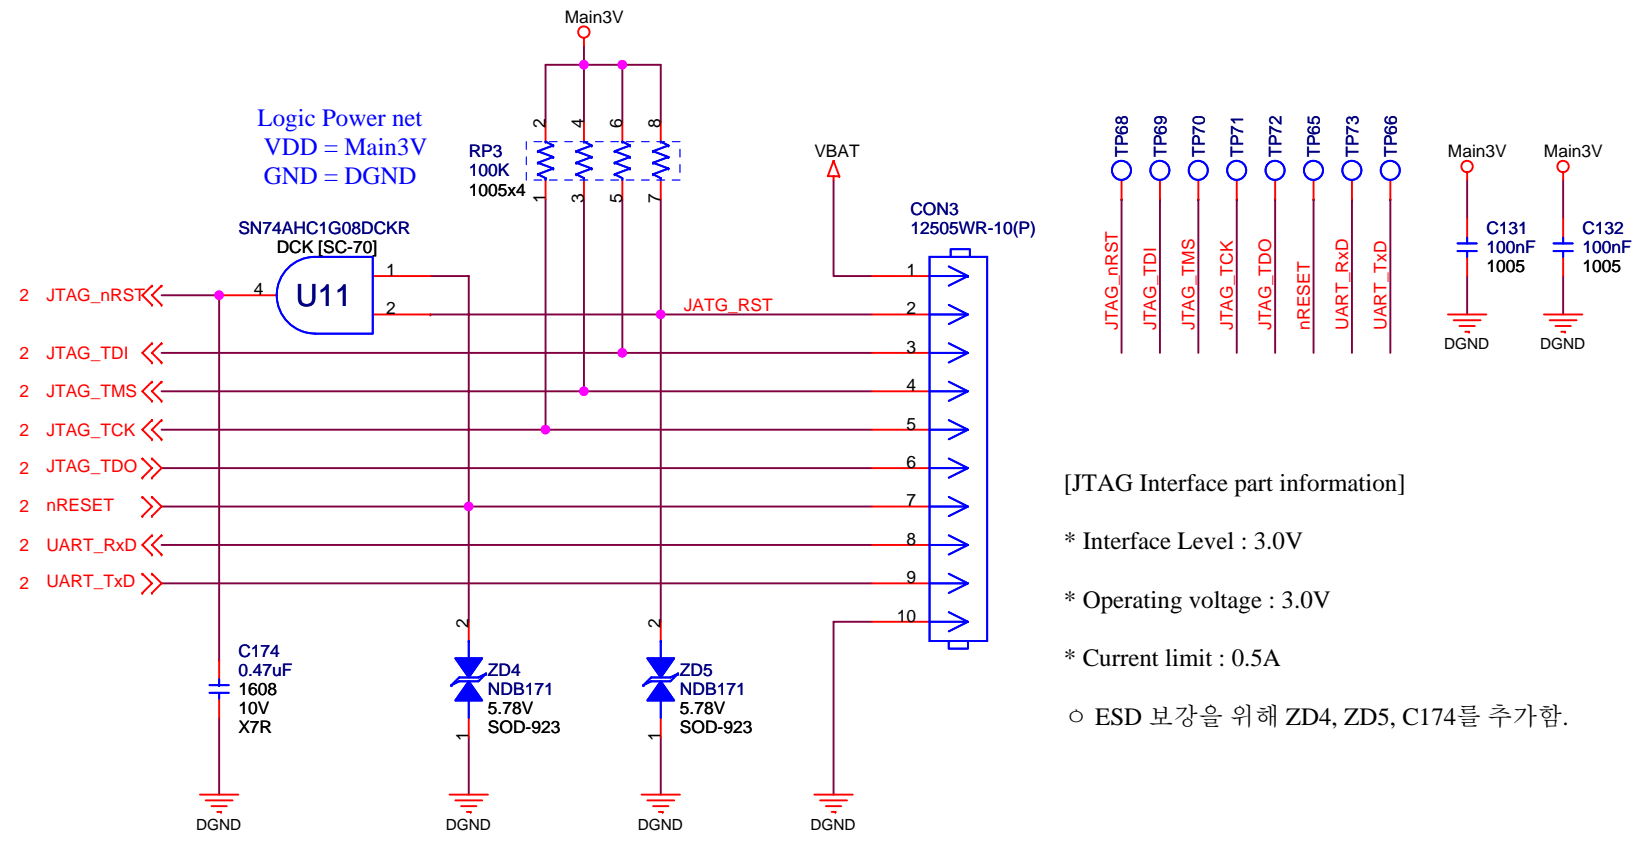 Main3V
Logic Power net
VDD = Main3V
GND = DGND
RP3
100K
1005x4
2
4
6
8
1
3
5
7
VBAT
SN74AHC1G08DCKR
DCK [SC-70]
U11
1
2
4
CON3
12505WR-10(P)
1
2
3
4
5
6
7
8
9
10
JATG_RST
2 JTAG_nRST
2 JTAG_TDI
2 JTAG_TMS
2 JTAG_TCK
2 JTAG_TDO
2 nRESET
2 UART_RxD
2 UART_TxD
C174
0.47uF
1608
10V
X7R
2
ZD4
NDB171
5.78V
SOD-923
1
2
ZD5
NDB171
5.78V
SOD-923
1
DGND
DGND
DGND
DGND
TP68
TP69
TP70
TP71
TP72
TP65
TP73
TP66
JTAG_nRST
JTAG_TDI
JTAG_TMS
JTAG_TCK
JTAG_TDO
nRESET
UART_RxD
UART_TxD
Main3V
C131
100nF
1005
DGND
Main3V
C132
100nF
1005
DGND
[JTAG Interface part information]
* Interface Level : 3.0V
* Operating voltage : 3.0V
* Current limit : 0.5A
ㅇ ESD 보강을 위해 ZD4, ZD5, C174를 추가함.